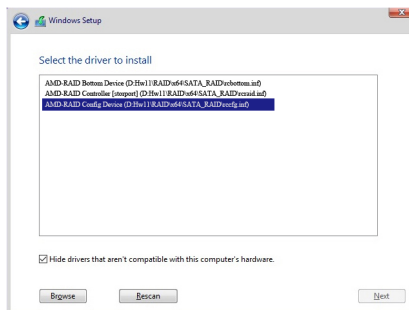 Windows Setup
Select the driver to install
AMD-RAID Bottom Device (D:Hw11\RAID\x64\SATA_RAID\rcbottom.inf)
AMD-RAID Controller [storport] (D:Hw11\RAID\x64\SATA_RAID\rcraid.inf)
AMD-RAID Config Device (D:Hw11\RAID\x64\SATA_RAID\rccfg.inf)
Hide drivers that aren't compatible with this computer's hardware.
Browse Rescan Next